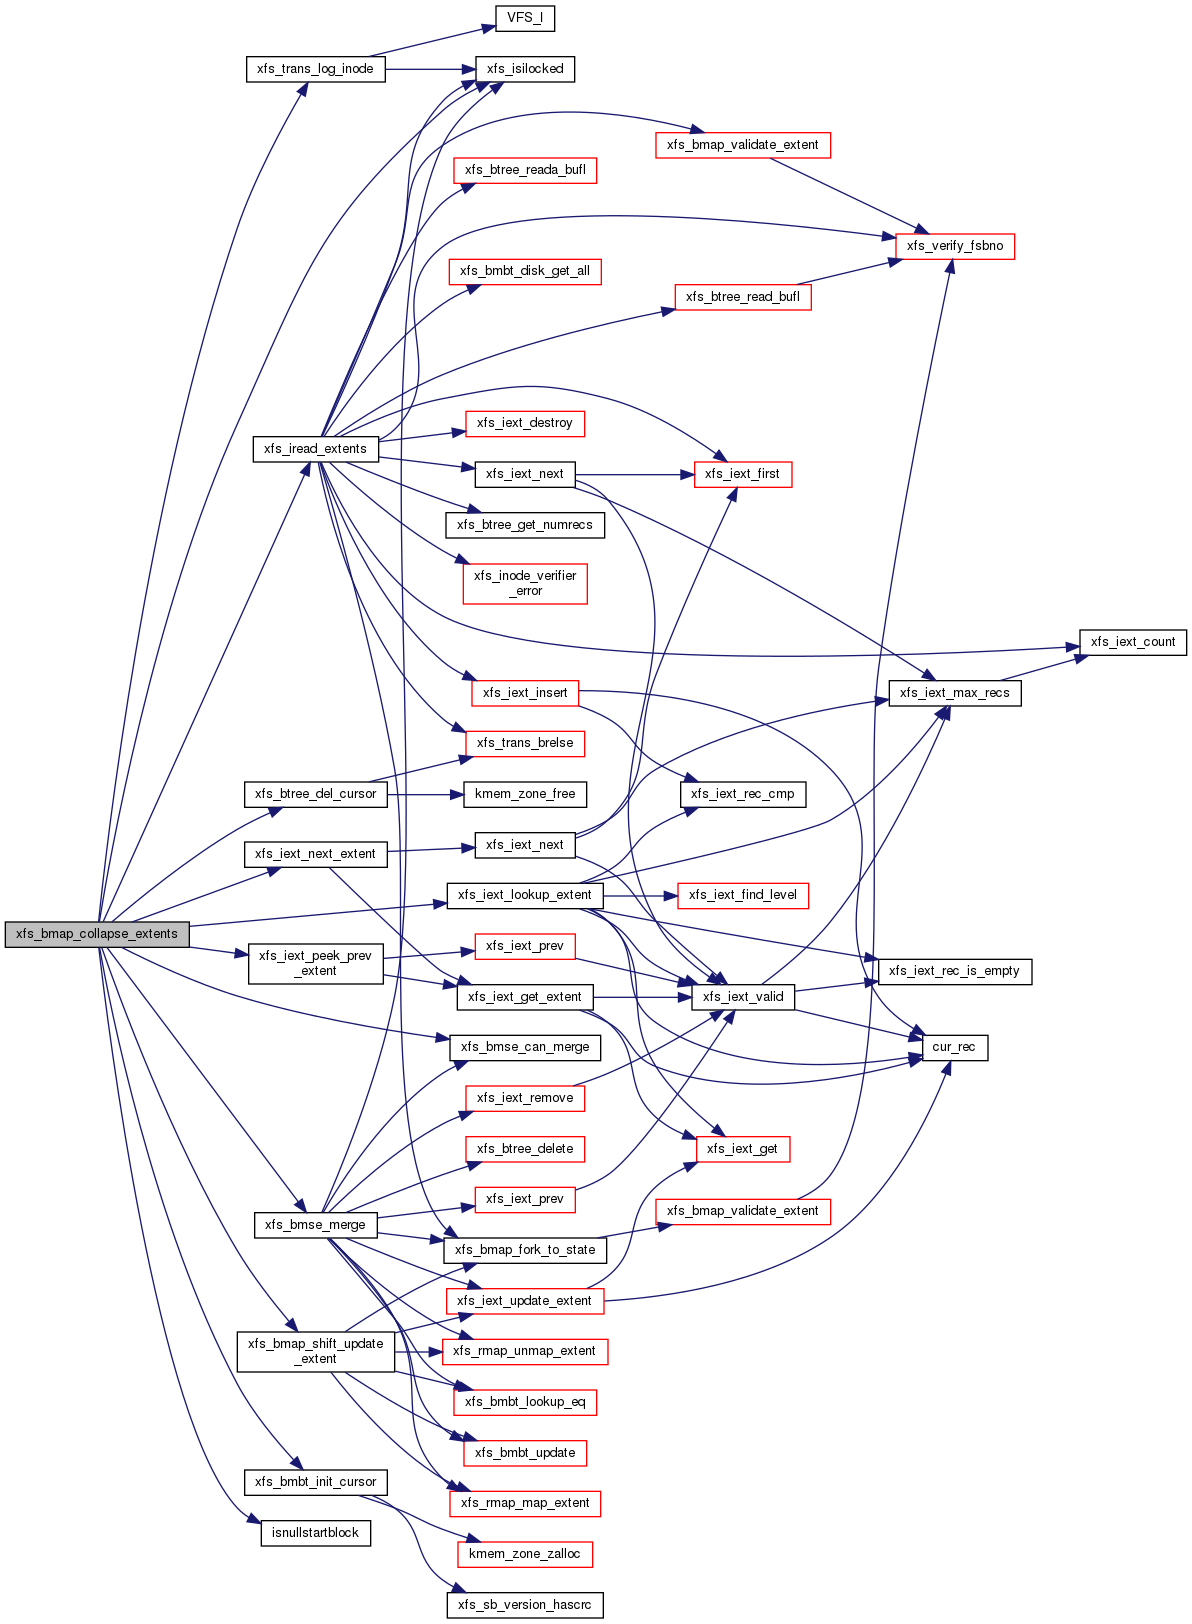 VFS_I
xfs_trans_log_inode
xfs_isilocked
xfs_bmap_validate_extent
xfs_btree_reada_bufl
xfs_verify_fsbno
xfs_bmbt_disk_get_all
xfs_btree_read_bufl
xfs_iext_destroy
xfs_iread_extents
xfs_iext_next
xfs_iext_first
xfs_btree_get_numrecs
xfs_inode_verifier
_error
xfs_iext_count
xfs_iext_insert
xfs_iext_max_recs
xfs_trans_brelse
xfs_btree_del_cursor
kmem_zone_free
xfs_iext_rec_cmp
xfs_iext_next_extent
xfs_iext_next
xfs_iext_lookup_extent
xfs_iext_find_level
xfs_bmap_collapse_extents
xfs_iext_peek_prev
_extent
xfs_iext_prev
xfs_iext_rec_is_empty
xfs_iext_get_extent
xfs_iext_valid
xfs_bmse_can_merge
cur_rec
xfs_iext_remove
xfs_btree_delete
xfs_iext_get
xfs_iext_prev
xfs_bmap_validate_extent
xfs_bmse_merge
xfs_bmap_fork_to_state
xfs_iext_update_extent
xfs_bmap_shift_update
_extent
xfs_rmap_unmap_extent
xfs_bmbt_lookup_eq
xfs_bmbt_update
xfs_bmbt_init_cursor
xfs_rmap_map_extent
isnullstartblock
kmem_zone_zalloc
xfs_sb_version_hascrc